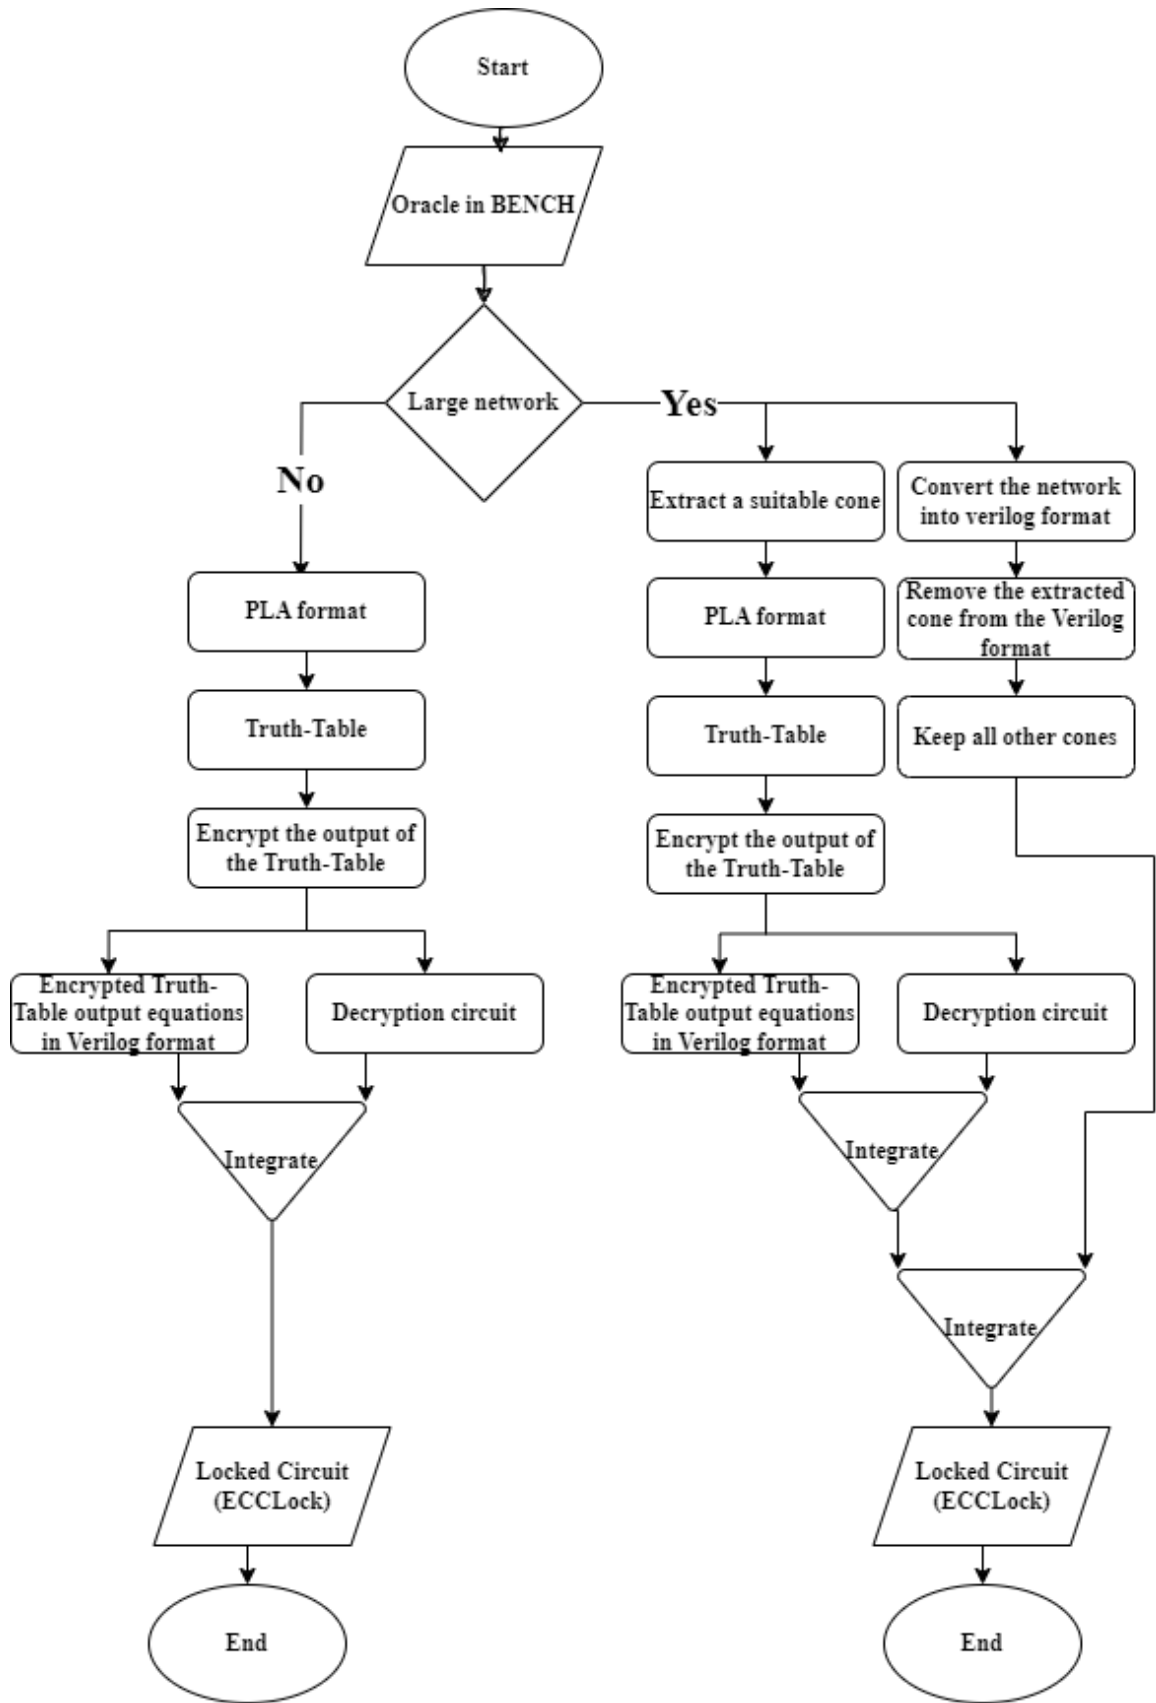 Start
Oracle in BENCH
Large network
No
Yes
PLA format
Truth-Table
Encrypt the output of
the Truth-Table
Encrypted Truth-
Table output equations
in Verilog format
Decryption circuit
Integrate
Locked Circuit
(ECCLock)
End
Extract a suitable cone
PLA format
Truth-Table
Encrypt the output of
the Truth-Table
Encrypted Truth-
Table output equations
in Verilog format
Decryption circuit
Integrate
Convert the network
into verilog format
Remove the extracted
cone from the Verilog
format
Keep all other cones
Integrate
Locked Circuit
(ECCLock)
End